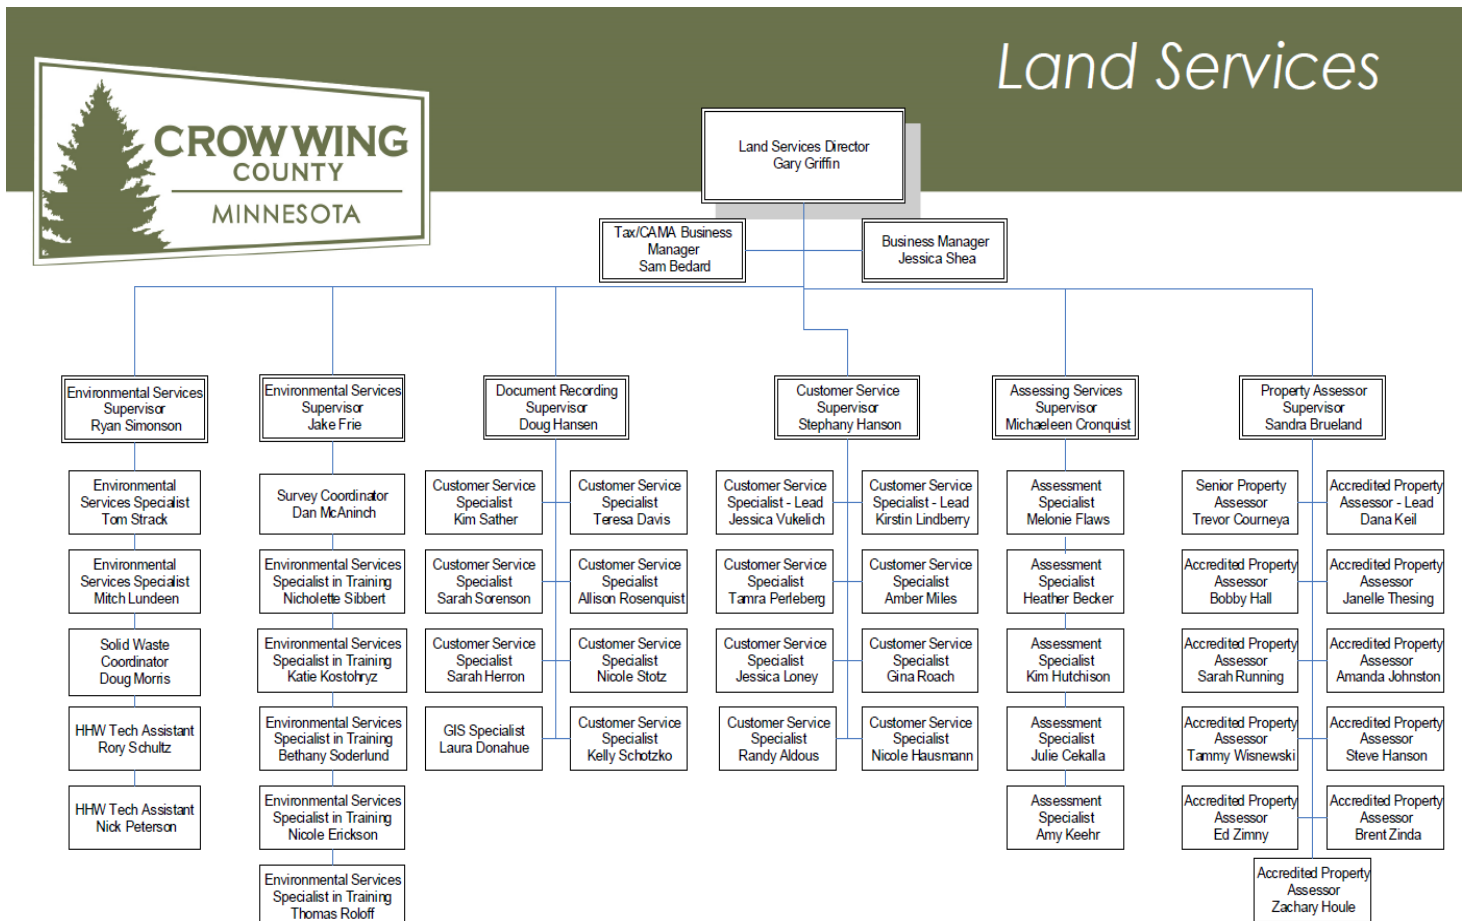 Land Services
CROW WING
COUNTY
MINNESOTA
Land Services Director
Gary Griffin
Tax/CAMA Business
Manager
Sam Bedard
Business Manager
Jessica Shea
Environmental Services
Supervisor
Ryan Simonson
Environmental
Services Specialist
Tom Strack
Environmental
Services Specialist
Mitch Lundeen
Solid Waste
Coordinator
Doug Morris
HHW Tech Assistant
Rory Schultz
HHW Tech Assistant
Nick Peterson
Environmental Services
Supervisor
Jake Frie
Survey Coordinator
Dan McAninch
Environmental Services
Specialist in Training
Nicholette Sibbert
Environmental Services
Specialist in Training
Katie Kostohryz
Environmental Services
Specialist in Training
Bethany Soderlund
Environmental Services
Specialist in Training
Nicole Erickson
Environmental Services
Specialist in Training
Thomas Roloff
Document Recording
Supervisor
Doug Hansen
Customer Service
Specialist
Kim Sather
Customer Service
Specialist
Teresa Davis
Customer Service
Specialist
Sarah Sorenson
Customer Service
Specialist
Allison Rosenquist
Customer Service
Specialist
Sarah Herron
Customer Service
Specialist
Nicole Stotz
GIS Specialist
Laura Donahue
Customer Service
Specialist
Kelly Schotzko
Customer Service
Supervisor
Stephany Hanson
Customer Service
Specialist - Lead
Jessica Vukelich
Customer Service
Specialist - Lead
Kirstin Lindberry
Customer Service
Specialist
Tamra Perleberg
Customer Service
Specialist
Amber Miles
Customer Service
Specialist
Jessica Loney
Customer Service
Specialist
Gina Roach
Customer Service
Specialist
Randy Aldous
Customer Service
Specialist
Nicole Hausmann
Assessing Services
Supervisor
Michaeleen Cronquist
Assessment
Specialist
Melonie Flaws
Assessment
Specialist
Heather Becker
Assessment
Specialist
Kim Hutchison
Assessment
Specialist
Julie Cekalla
Assessment
Specialist
Amy Keehr
Property Assessor
Supervisor
Sandra Brueland
Senior Property
Assessor
Trevor Courneya
Accredited Property
Assessor - Lead
Dana Keil
Accredited Property
Assessor
Bobby Hall
Accredited Property
Assessor
Janelle Thesing
Accredited Property
Assessor
Sarah Running
Accredited Property
Assessor
Amanda Johnston
Accredited Property
Assessor
Tammy Wisnewski
Accredited Property
Assessor
Steve Hanson
Accredited Property
Assessor
Ed Zimny
Accredited Property
Assessor
Brent Zinda
Accredited Property
Assessor
Zachary Houle